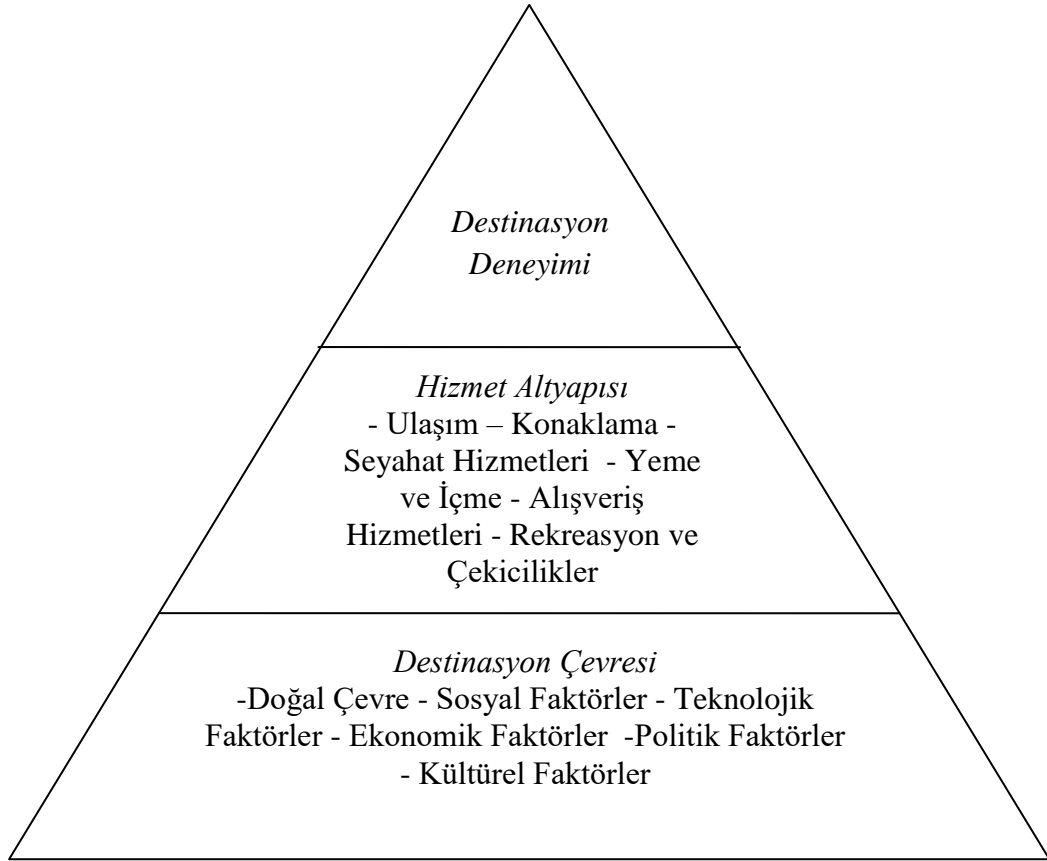 Destinasyon
Deneyimi
Hizmet Altyapısı
- Ulaşım – Konaklama -
Seyahat Hizmetleri - Yeme
ve İçme - Alışveriş
Hizmetleri - Rekreasyon ve
Çekicilikler
Destinasyon Çevresi
-Doğal Çevre - Sosyal Faktörler - Teknolojik
Faktörler - Ekonomik Faktörler -Politik Faktörler
- Kültürel Faktörler